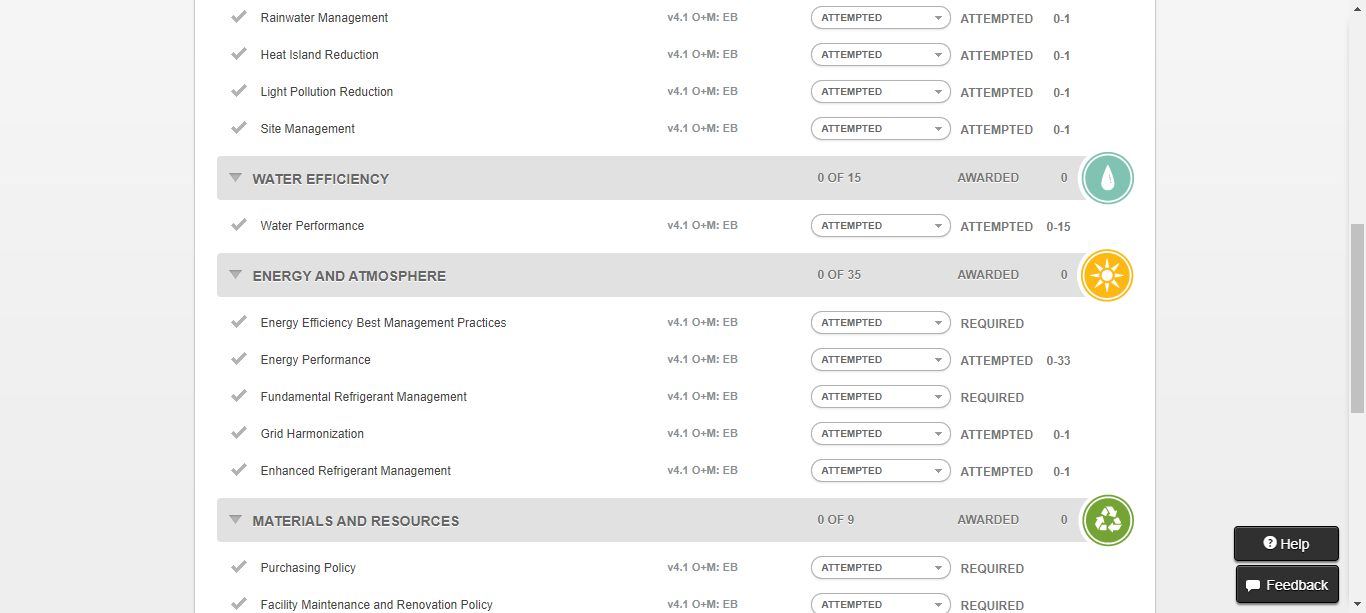 Rainwater Management v4.1 O+M: EB ATTEMPTED ATTEMPTED 0-1
Heat Island Reduction v4.1 O+M: EB ATTEMPTED ATTEMPTED 0-1
Light Pollution Reduction v4.1 O+M: EB ATTEMPTED ATTEMPTED 0-1
Site Management v4.1 O+M: EB ATTEMPTED ATTEMPTED 0-1
WATER EFFICIENCY 0 OF 15 AWARDED 0
Water Performance v4.1 O+M: EB ATTEMPTED ATTEMPTED 0-15
ENERGY AND ATMOSPHERE 0 OF 35 AWARDED 0
Energy Efficiency Best Management Practices v4.1 O+M: EB ATTEMPTED REQUIRED
Energy Performance v4.1 O+M: EB ATTEMPTED ATTEMPTED 0-33
Fundamental Refrigerant Management v4.1 O+M: EB ATTEMPTED REQUIRED
Grid Harmonization v4.1 O+M: EB ATTEMPTED ATTEMPTED 0-1
Enhanced Refrigerant Management v4.1 O+M: EB ATTEMPTED ATTEMPTED 0-1
MATERIALS AND RESOURCES 0 OF 9 AWARDED 0
Purchasing Policy v4.1 O+M: EB ATTEMPTED REQUIRED
Facility Maintenance and Renovation Policy v4.1 O+M: EB ATTEMPTED REQUIRED
Help
Feedback